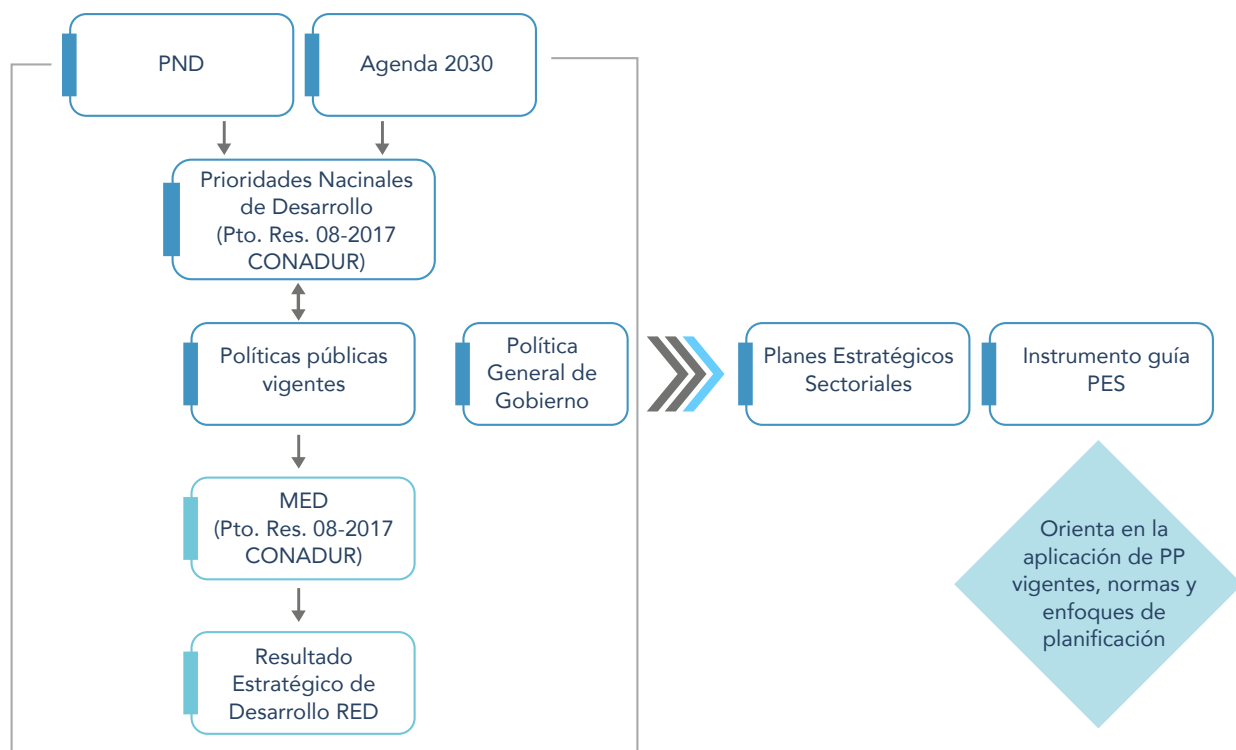 PND
Agenda 2030
Prioridades Nacinales
de Desarrollo
(Pto. Res. 08-2017
CONADUR)
Políticas públicas
vigentes
Política
General de
Gobierno
Planes Estratégicos
Sectoriales
Instrumento guía
PES
MED
(Pto. Res. 08-2017
CONADUR)
Orienta en la
aplicación de PP
vigentes, normas y
enfoques de
planificación
Resultado
Estratégico de
Desarrollo RED